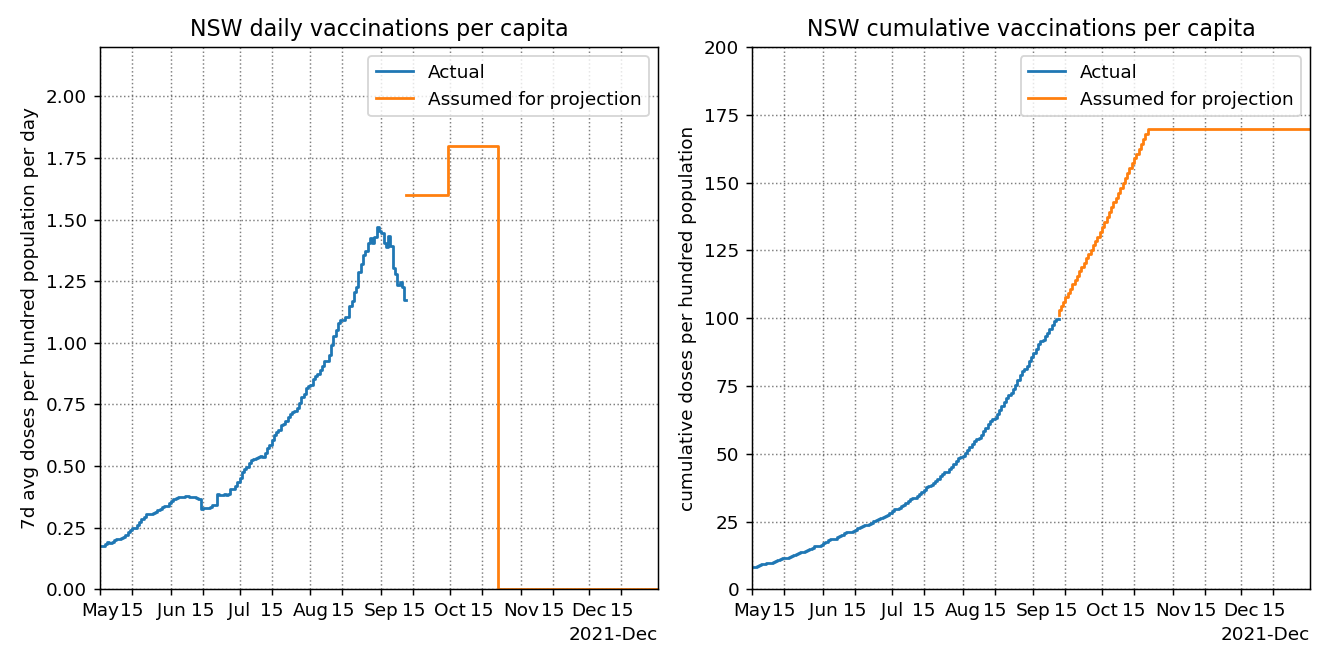 NSW daily vaccinations per capita
7d avg doses per hundred population per day
2.00
1.75
1.50
1.25
1.00
0.75
0.50
0.25
0.00
Actual
Assumed for projection
May 15 Jun 15 Jul 15 Aug 15 Sep 15 Oct 15 Nov 15 Dec 15
2021-Dec
NSW cumulative vaccinations per capita
cumulative doses per hundred population
200
175
150
125
100
75
50
25
0
Actual
Assumed for projection
May 15 Jun 15 Jul 15 Aug 15 Sep 15 Oct 15 Nov 15 Dec 15
2021-Dec